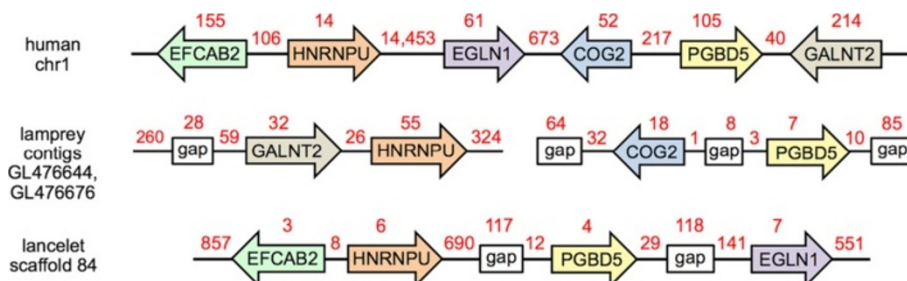 155 14 61 52 105 214
human chr1 EFCAB2 106 HNRNPU 14,453 EGLN1 673 COG2 217 PGBD5 40 GALNT2
28 32 55 64 18 8 7 85
lamprey contigs GL476644, GL476676 260 gap 59 GALNT2 26 HNRNPU 324 gap 32 COG2 1 gap 3 PGBD5 10 gap
3 6 117 4 118 7
lancelet scaffold 84 857 EFCAB2 8 HNRNPU 690 gap 12 PGBD5 29 gap 141 EGLN1 551